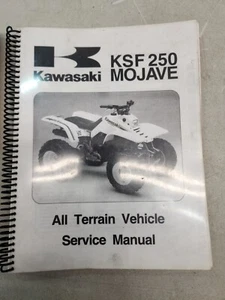 KSF 250
Kawasaki MOJAVE
All Terrain Vehicle
Service Manual